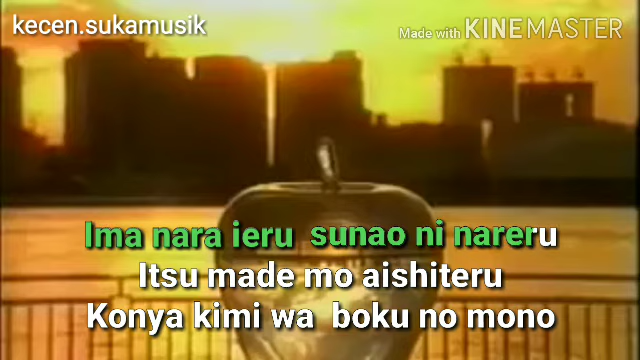 kecen.sukamusik
Made with KINEMASTER
Ima nara ieru sunao ni nareru
Itsu made mo aishiteru
Konya kimi wa boku no mono